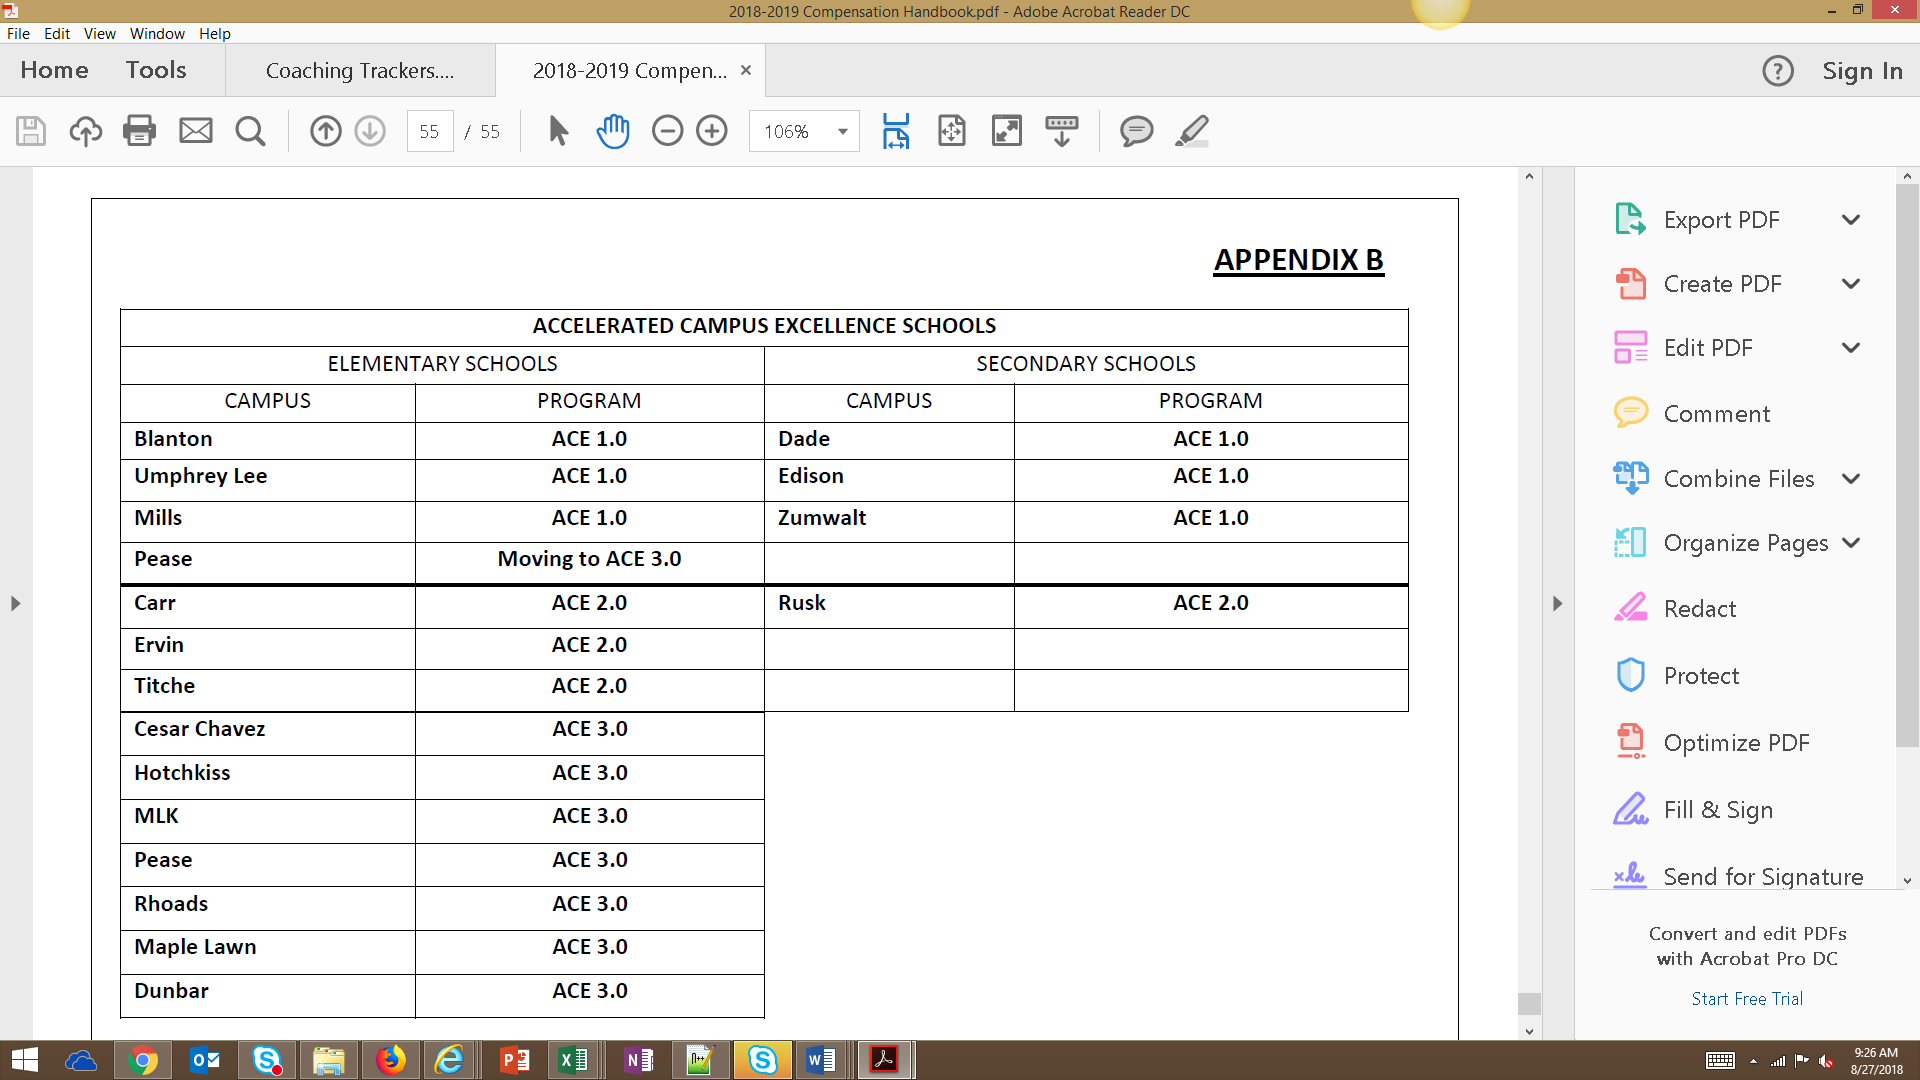 2018-2019 Compensation Handbook.pdf - Adobe Acrobat Reader DC
File Edit View Window Help
Home Tools Coaching Trackers.... 2018-2019 Compen... × ? Sign In
55 / 55 106%
APPENDIX B
ACCELERATED CAMPUS EXCELLENCE SCHOOLS
ELEMENTARY SCHOOLS SECONDARY SCHOOLS
CAMPUS PROGRAM CAMPUS PROGRAM
Blanton ACE 1.0 Dade ACE 1.0
Umphrey Lee ACE 1.0 Edison ACE 1.0
Mills ACE 1.0 Zumwalt ACE 1.0
Pease Moving to ACE 3.0
Carr ACE 2.0 Rusk ACE 2.0
Ervin ACE 2.0
Titche ACE 2.0
Cesar Chavez ACE 3.0
Hotchkiss ACE 3.0
MLK ACE 3.0
Pease ACE 3.0
Rhoads ACE 3.0
Maple Lawn ACE 3.0
Dunbar ACE 3.0
Export PDF
Create PDF
Edit PDF
Comment
Combine Files
Organize Pages
Redact
Protect
Optimize PDF
Fill & Sign
Send for Signature
Convert and edit PDFs
with Acrobat Pro DC
Start Free Trial
9:26 AM
8/27/2018